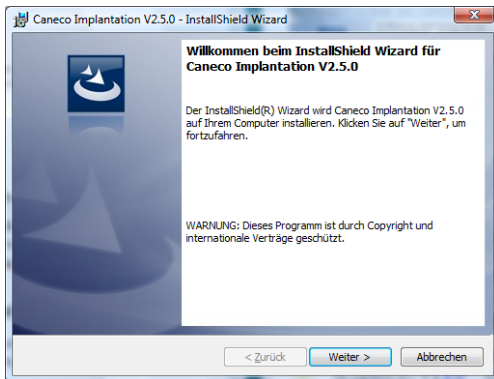 Caneco Implantation V2.5.0 - InstallShield Wizard
Willkommen beim InstallShield Wizard für
Caneco Implantation V2.5.0
Der InstallShield(R) Wizard wird Caneco Implantation V2.5.0
auf Ihrem Computer installieren. Klicken Sie auf "Weiter", um
fortzufahren.
WARNUNG: Dieses Programm ist durch Copyright und
internationale Verträge geschützt.
< Zurück
Weiter >
Abbrechen